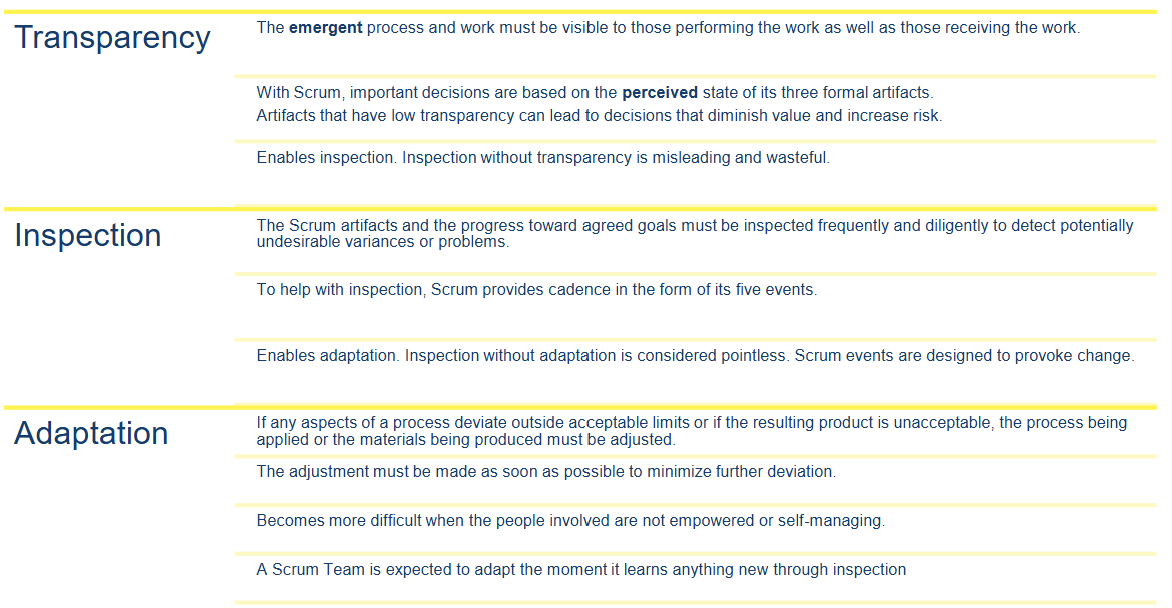 Transparency
The emergent process and work must be visible to those performing the work as well as those receiving the work.
With Scrum, important decisions are based on the perceived state of its three formal artifacts.
Artifacts that have low transparency can lead to decisions that diminish value and increase risk.
Enables inspection. Inspection without transparency is misleading and wasteful.
Inspection
The Scrum artifacts and the progress toward agreed goals must be inspected frequently and diligently to detect potentially
undesirable variances or problems.
To help with inspection, Scrum provides cadence in the form of its five events.
Enables adaptation. Inspection without adaptation is considered pointless. Scrum events are designed to provoke change.
Adaptation
If any aspects of a process deviate outside acceptable limits or if the resulting product is unacceptable, the process being
applied or the materials being produced must be adjusted.
The adjustment must be made as soon as possible to minimize further deviation.
Becomes more difficult when the people involved are not empowered or self-managing.
A Scrum Team is expected to adapt the moment it learns anything new through inspection